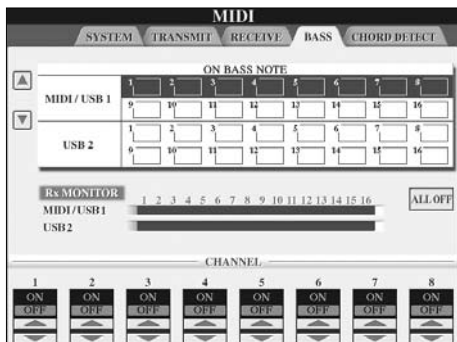 MIDI
SYSTEM TRANSMIT RECEIVE BASS CHORD DETECT
ON BASS NOTE
MIDI / USB 1
1 2 3 4 5 6 7 8
9 10 11 12 13 14 15 16
USB 2
1 2 3 4 5 6 7 8
9 10 11 12 13 14 15 16
Rx MONITOR
1 2 3 4 5 6 7 8 9 10 11 12 13 14 15 16
ALL OFF
MIDI / USB1
USB2
CHANNEL
1 2 3 4 5 6 7 8
ON ON ON ON ON ON ON ON
OFF OFF OFF OFF OFF OFF OFF OFF